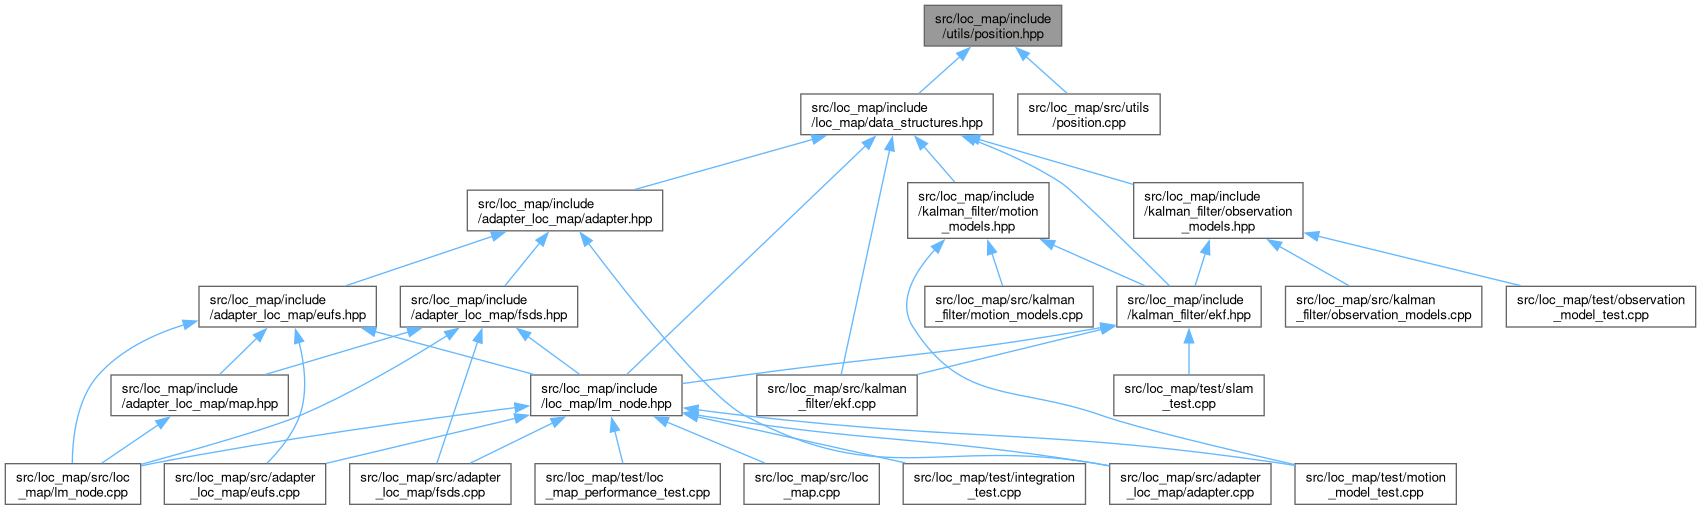 src/loc_map/include
/utils/position.hpp
src/loc_map/include
/loc_map/data_structures.hpp
src/loc_map/src/utils
/position.cpp
src/loc_map/include
/adapter_loc_map/adapter.hpp
src/loc_map/include
/kalman_filter/motion
_models.hpp
src/loc_map/include
/kalman_filter/observation
_models.hpp
src/loc_map/include
/adapter_loc_map/eufs.hpp
src/loc_map/include
/adapter_loc_map/fsds.hpp
src/loc_map/src/kalman
_filter/motion_models.cpp
src/loc_map/include
/kalman_filter/ekf.hpp
src/loc_map/src/kalman
_filter/observation_models.cpp
src/loc_map/test/observation
_model_test.cpp
src/loc_map/include
/adapter_loc_map/map.hpp
src/loc_map/include
/loc_map/lm_node.hpp
src/loc_map/src/kalman
_filter/ekf.cpp
src/loc_map/test/slam
_test.cpp
src/loc_map/src/loc
_map/lm_node.cpp
src/loc_map/src/adapter
_loc_map/eufs.cpp
src/loc_map/src/adapter
_loc_map/fsds.cpp
src/loc_map/test/loc
_map_performance_test.cpp
src/loc_map/src/loc
_map.cpp
src/loc_map/test/integration
_test.cpp
src/loc_map/src/adapter
_loc_map/adapter.cpp
src/loc_map/test/motion
_model_test.cpp